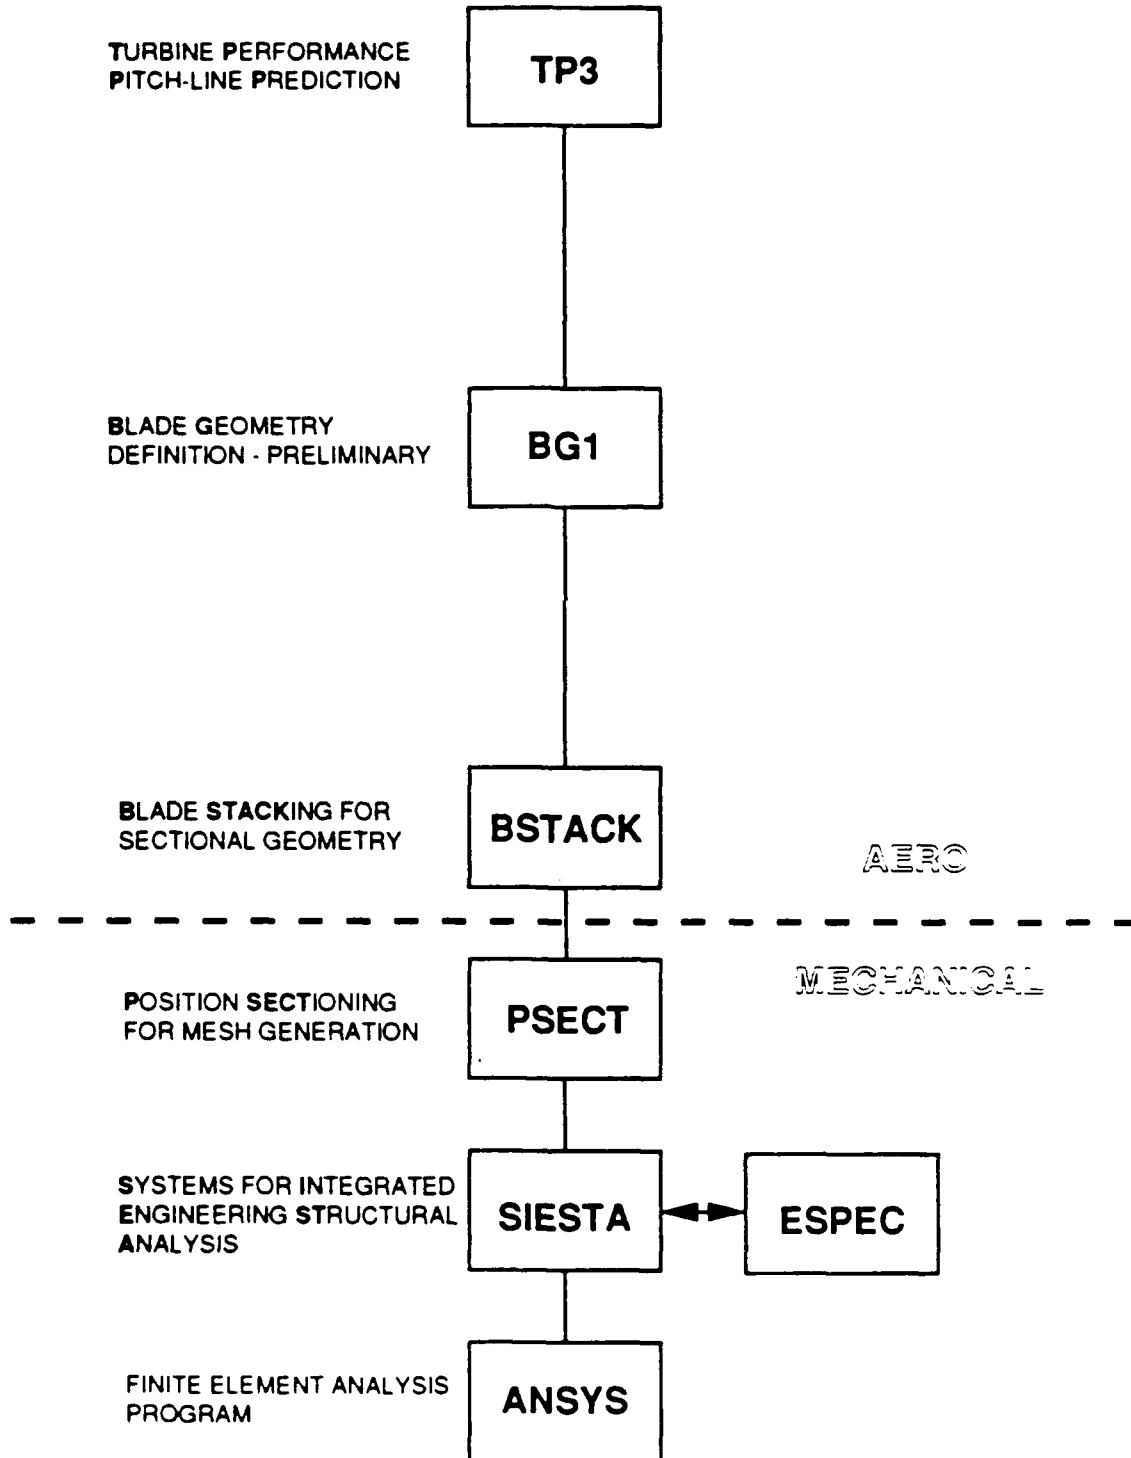 TURBINE PERFORMANCE
PITCH-LINE PREDICTION
TP3
BLADE GEOMETRY
DEFINITION - PRELIMINARY
BG1
BLADE STACKING FOR
SECTIONAL GEOMETRY
BSTACK
AERO
MECHANICAL
POSITION SECTIONING
FOR MESH GENERATION
PSECT
SYSTEMS FOR INTEGRATED
ENGINEERING STRUCTURAL
ANALYSIS
SIESTA
ESPEC
FINITE ELEMENT ANALYSIS
PROGRAM
ANSYS